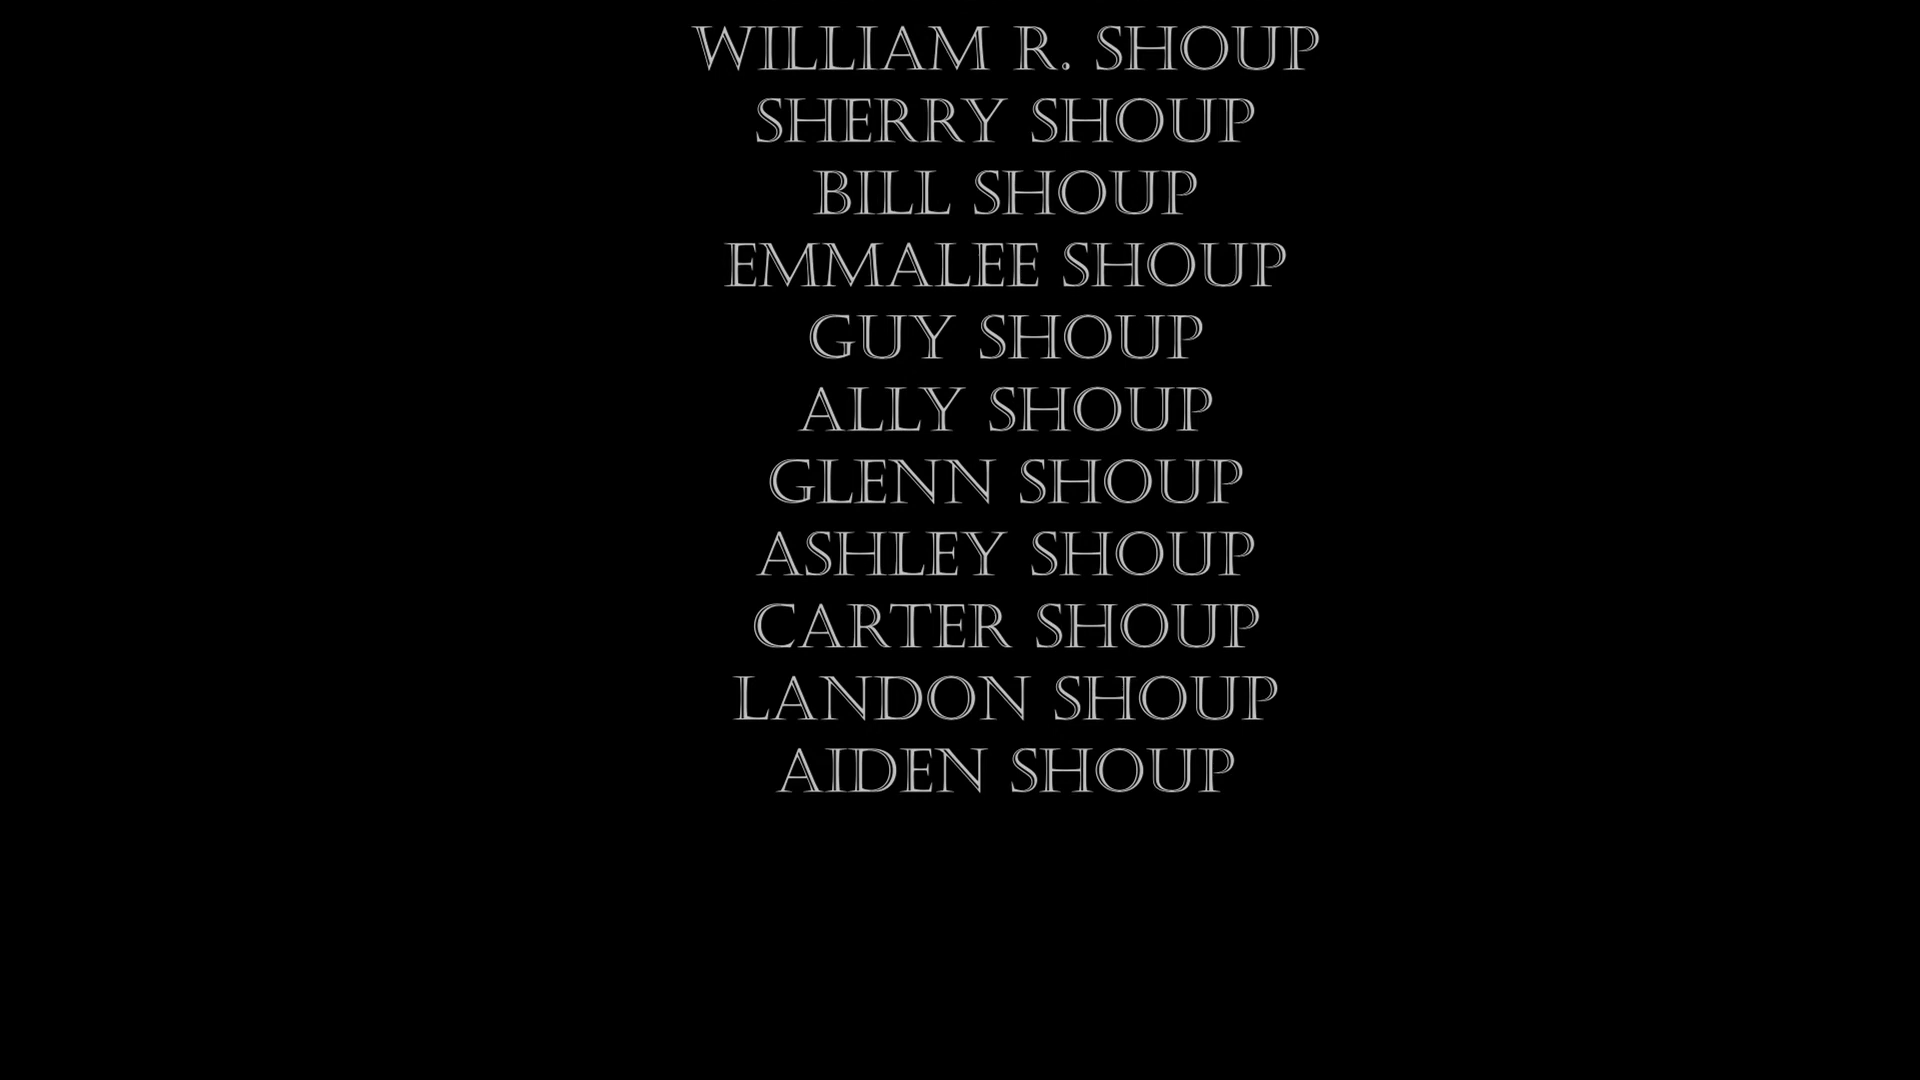 WILLIAM R. SHOUP
SHERRY SHOUP
BILL SHOUP
EMMALEE SHOUP
GUY SHOUP
ALLY SHOUP
GLENN SHOUP
ASHLEY SHOUP
CARTER SHOUP
LANDON SHOUP
AIDEN SHOUP